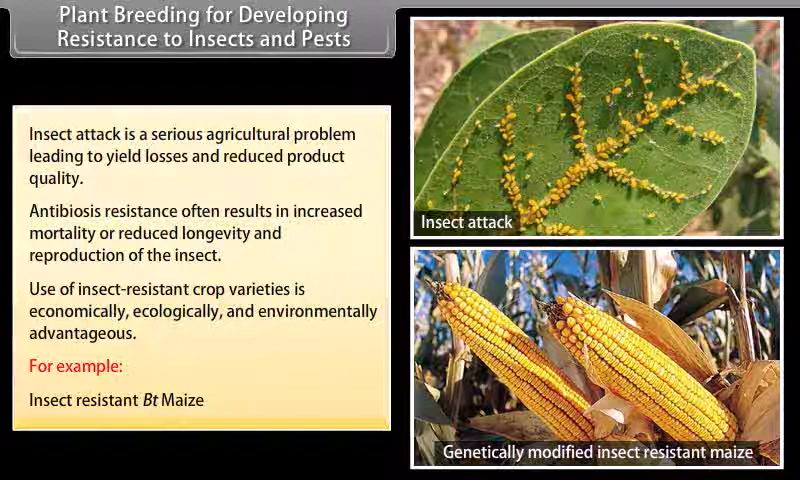 Plant Breeding for Developing
Resistance to Insects and Pests
Insect attack is a serious agricultural problem
leading to yield losses and reduced product
quality.
Antibiosis resistance often results in increased
mortality or reduced longevity and
reproduction of the insect.
Use of insect-resistant crop varieties is
economically, ecologically, and environmentally
advantageous.
For example:
Insect resistant Bt Maize
Insect attack
Genetically modified insect resistant maize